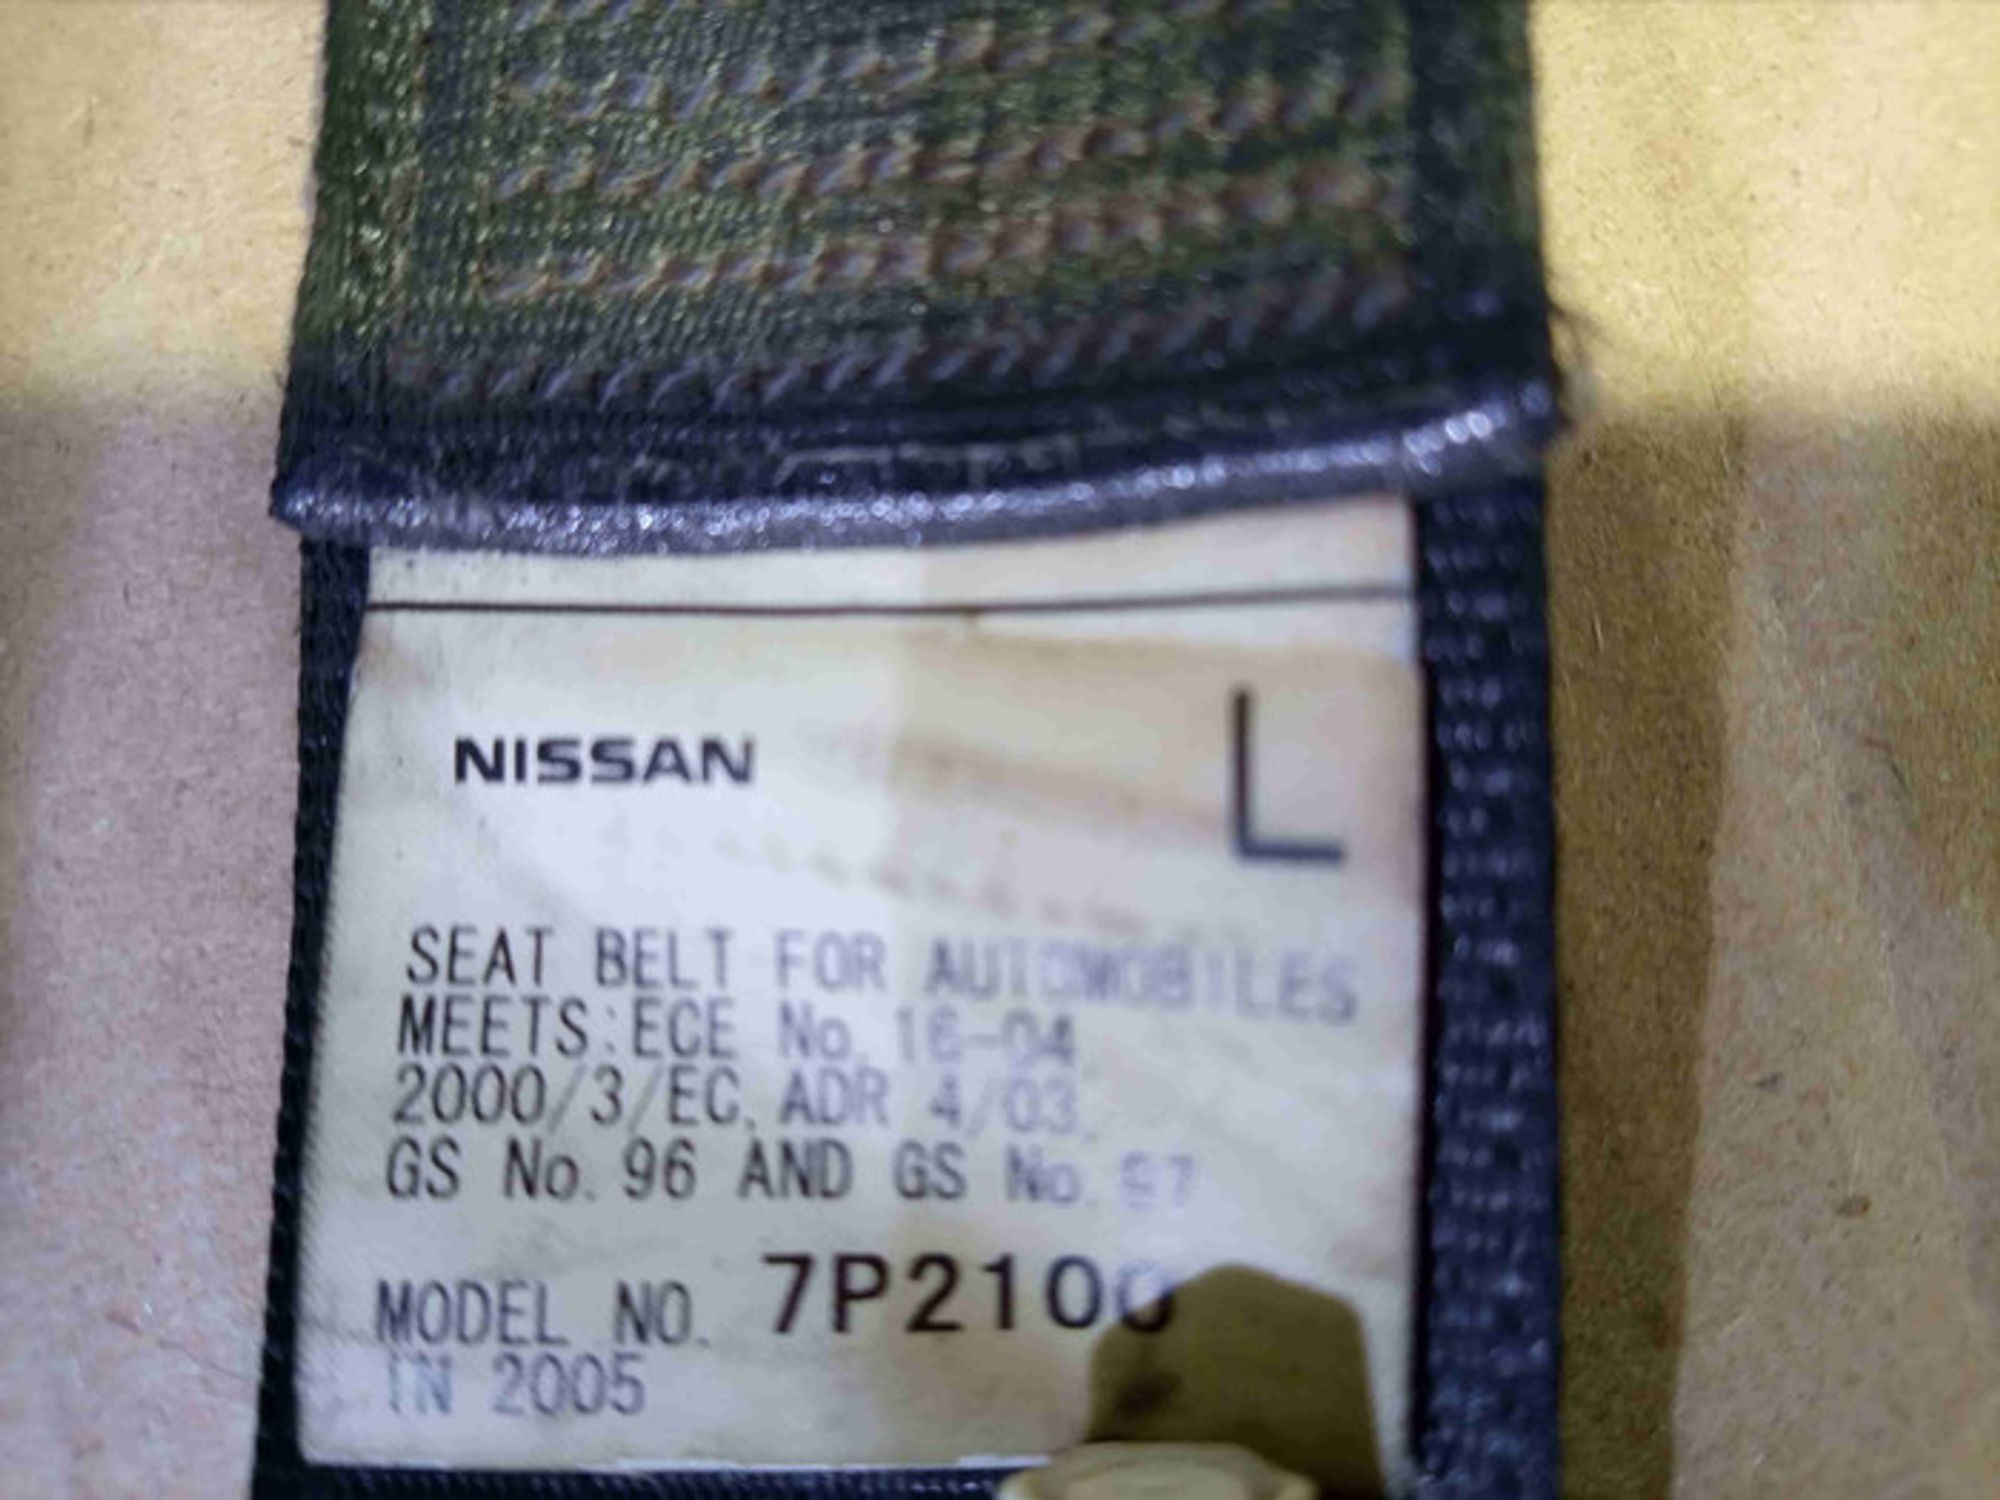 NISSAN
L
SEAT BELT FOR AUTOMOBILES
MEETS:ECE No. 16-04
2000/3/EC, ADR 4/03,
GS No. 96 AND GS No. 97
MODEL NO. 7P2100
IN 2005